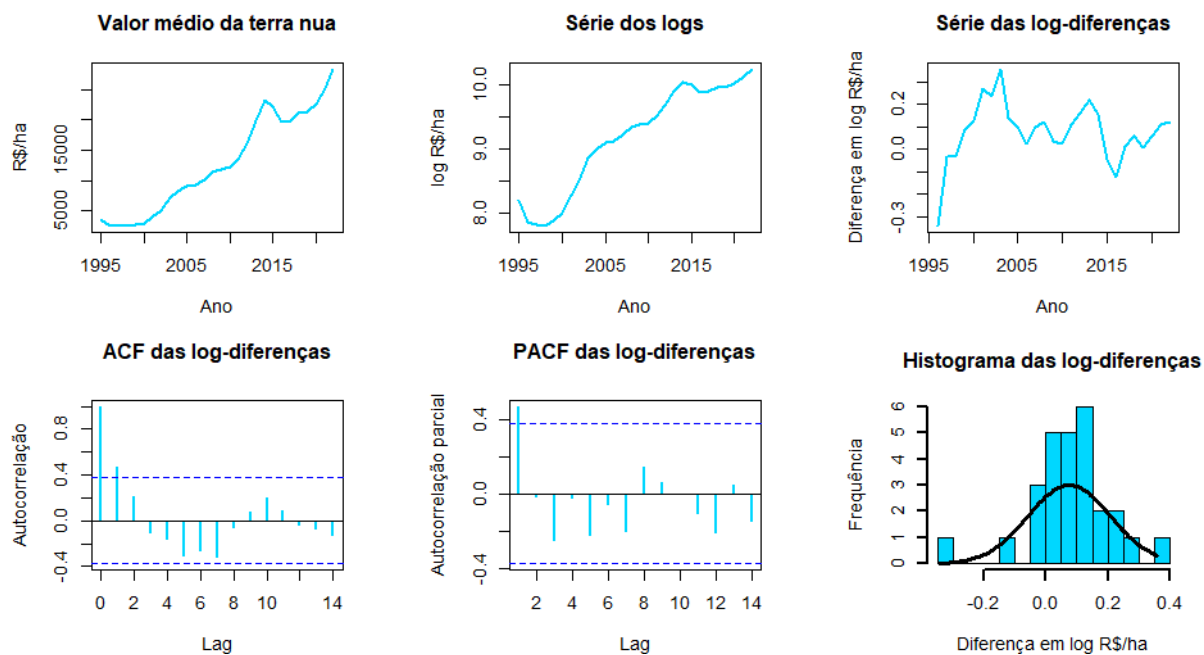 Valor médio da terra nua
R$/ha
5000
15000
1995
2005
2015
Ano
Série dos logs
log R$/ha
8.0
9.0
10.0
1995
2005
2015
Ano
Série das log-diferenças
Diferença em log R$/ha
-0.3
0.0
0.2
1995
2005
2015
Ano
ACF das log-diferenças
Autocorrelação
-0.4
0.0
0.4
0.8
0 2 4 6 8 10 14
Lag
PACF das log-diferenças
Autocorrelação parcial
-0.4
0.0
0.4
2 4 6 8 10 12 14
Lag
Histograma das log-diferenças
Frequência
0
1
2
3
4
5
6
-0.2 0.0 0.2 0.4
Diferença em log R$/ha